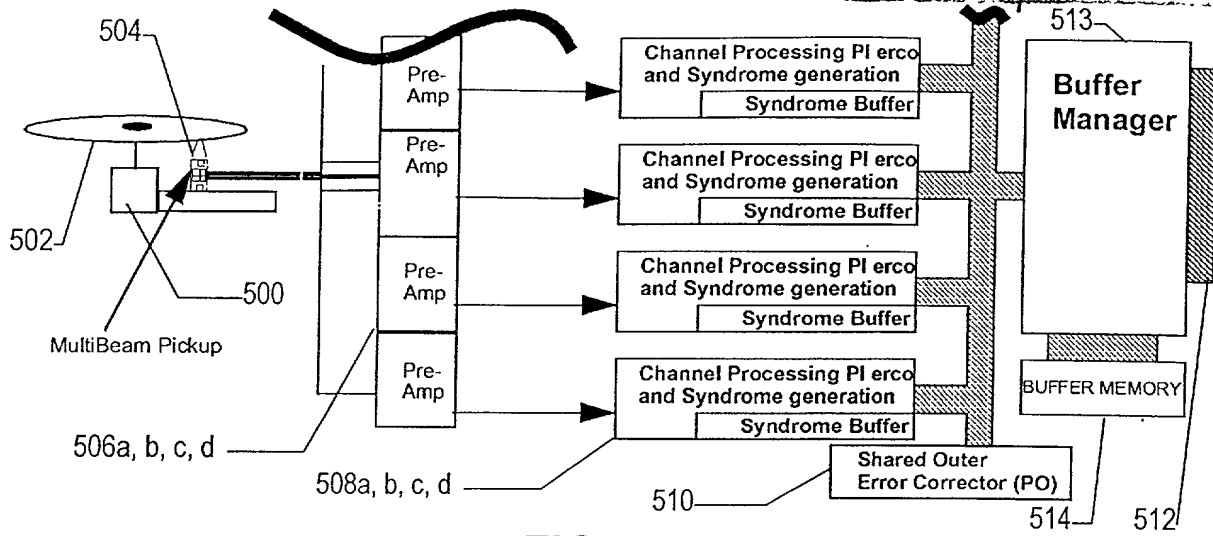 504
502
500
MultiBeam Pickup
Pre-
Amp
Pre-
Amp
Pre-
Amp
Pre-
Amp
506a, b, c, d
Channel Processing PI erco
and Syndrome generation
Syndrome Buffer
Channel Processing PI erco
and Syndrome generation
Syndrome Buffer
Channel Processing PI erco
and Syndrome generation
Syndrome Buffer
Channel Processing PI erco
and Syndrome generation
Syndrome Buffer
508a, b, c, d
510
Shared Outer
Error Corrector (PO)
513
Buffer
Manager
BUFFER MEMORY
514
512